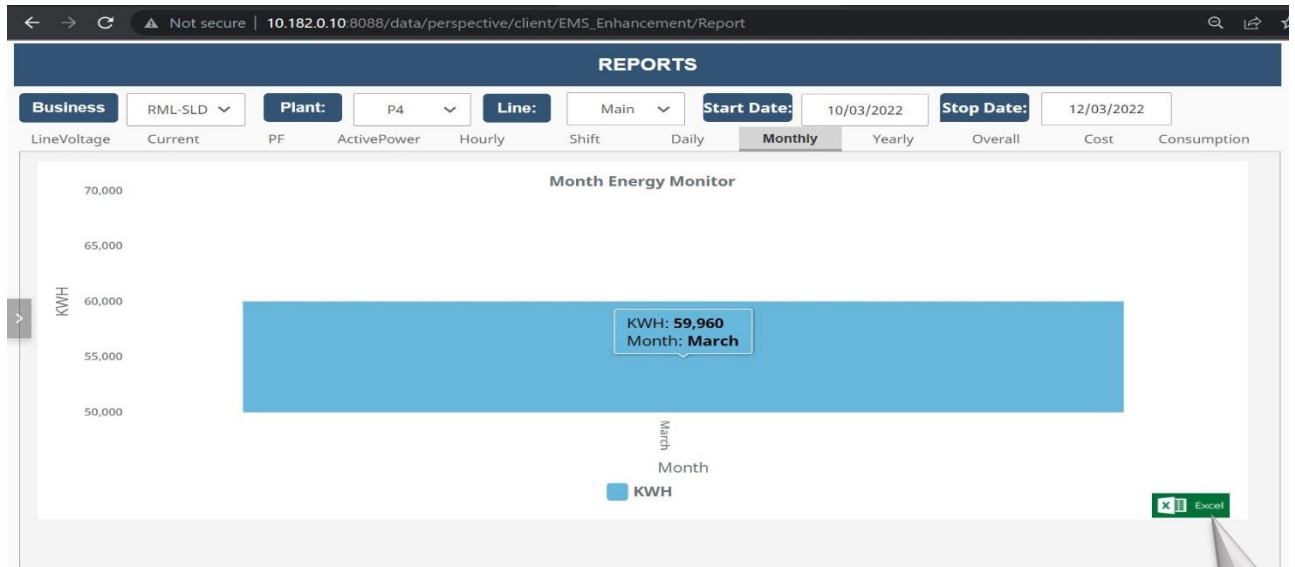 Not secure | 10.182.0.10:8088/data/perspective/client/EMS_Enhancement/Report
REPORTS
Business RML-SLD Plant: P4 Line: Main Start Date: 10/03/2022 Stop Date: 12/03/2022
LineVoltage Current PF ActivePower Hourly Shift Daily Monthly Yearly Overall Cost Consumption
Month Energy Monitor
70,000
65,000
60,000
55,000
50,000
KWH
KWH: 59,960
Month: March
March
Month
KWH
Excel